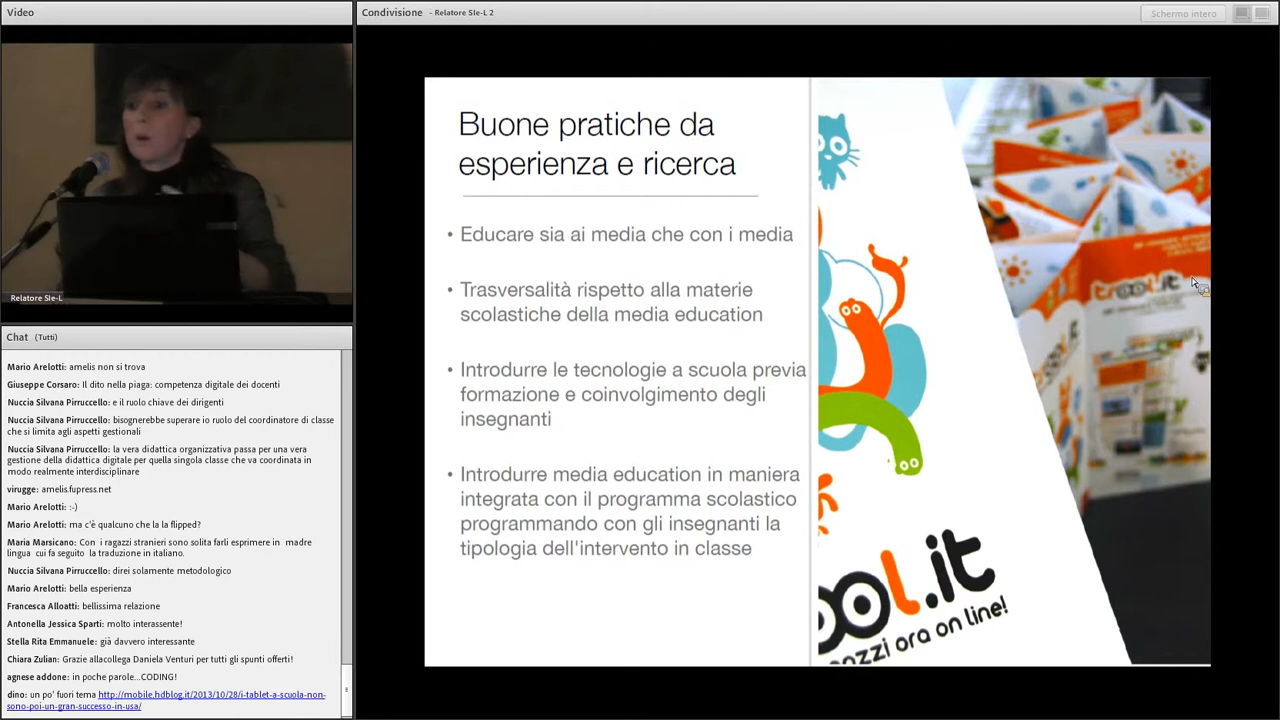 Video
Condivisione - Relatore SIe-L 2
Schermo intero
Relatore SIe-L
Chat (Tutti)
Mario Arelotti: amelis non si trova
Giuseppe Corsaro: Il dito nella piaga: competenza digitale dei docenti
Nuccia Silvana Pirruccello: e il ruolo chiave dei dirigenti
Nuccia Silvana Pirruccello: bisognerebbe superare io ruolo del coordinatore di classe
che si limita agli aspetti gestionali
Nuccia Silvana Pirruccello: la vera didattica organizzativa passa per una vera
gestione della didattica digitale per quella singola classe che va coordinata in
modo realmente interdisciplinare
virugge: amelis.fupress.net
Mario Arelotti: :-)
Mario Arelotti: ma c'è qualcuno che la la flipped?
Maria Marsicano: Con i ragazzi stranieri sono solita farli esprimere in madre
lingua cui fa seguito la traduzione in italiano.
Nuccia Silvana Pirruccello: direi solamente metodologico
Mario Arelotti: bella esperienza
Francesca Alloatti: bellissima relazione
Antonella Jessica Sparti: molto interassente!
Stella Rita Emmanuele: già davvero interessante
Chiara Zulian: Grazie allacollega Daniela Venturi per tutti gli spunti offerti!
agnese addone: in poche parole...CODING!
dino: un po' fuori tema http://mobile.hdblog.it/2013/10/28/i-tablet-a-scuola-non-
sono-poi-un-gran-successo-in-usa/
Buone pratiche da
esperienza e ricerca
• Educare sia ai media che con i media
• Trasversalità rispetto alla materie
scolastiche della media education
• Introdurre le tecnologie a scuola previa
formazione e coinvolgimento degli
insegnanti
• Introdurre media education in maniera
integrata con il programma scolastico
programmando con gli insegnanti la
tipologia dell'intervento in classe
trool.it
ool.it
gazzi ora on line!